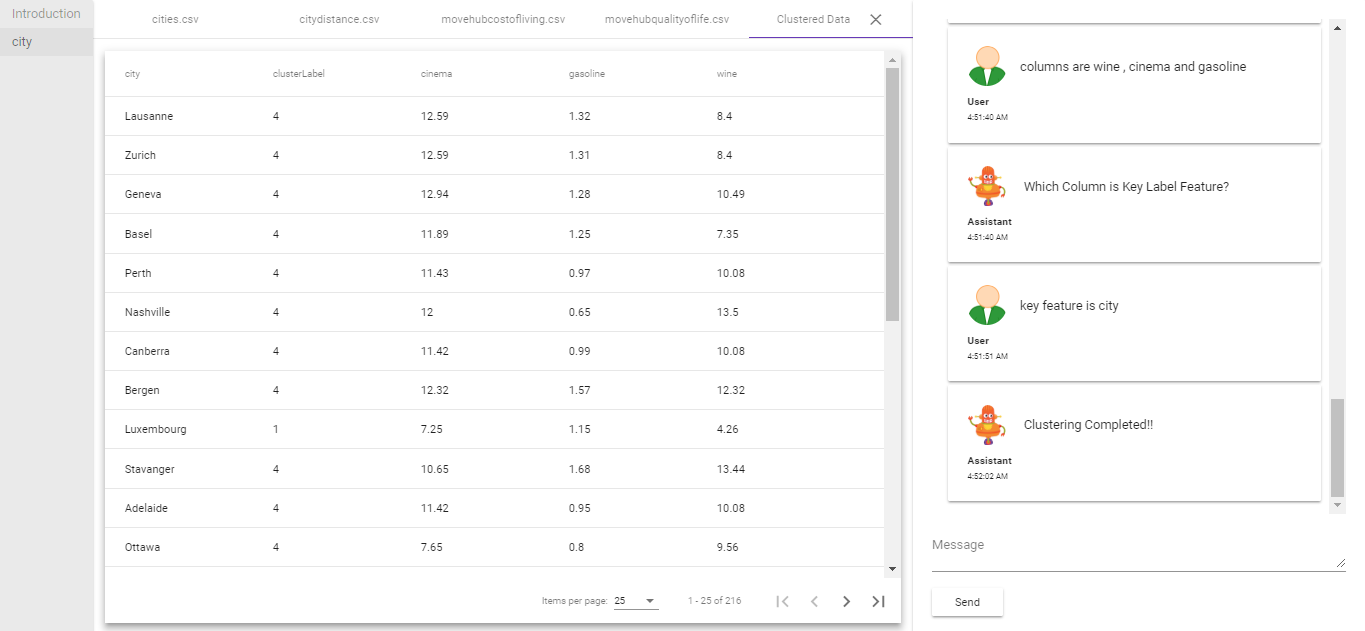 Introduction
city
cities.csv citydistance.csv movehubcostofliving.csv movehubqualityoflife.csv Clustered Data
city clusterLabel cinema gasoline wine
Lausanne 4 12.59 1.32 8.4
Zurich 4 12.59 1.31 8.4
Geneva 4 12.94 1.28 10.49
Basel 4 11.89 1.25 7.35
Perth 4 11.43 0.97 10.08
Nashville 4 12 0.65 13.5
Canberra 4 11.42 0.99 10.08
Bergen 4 12.32 1.57 12.32
Luxembourg 1 7.25 1.15 4.26
Stavanger 4 10.65 1.68 13.44
Adelaide 4 11.42 0.95 10.08
Ottawa 4 7.65 0.8 9.56
Items per page: 25 1 - 25 of 216
columns are wine , cinema and gasoline
User
4:51:40 AM
Which Column is Key Label Feature?
Assistant
4:51:40 AM
key feature is city
User
4:51:51 AM
Clustering Completed!!
Assistant
4:52:02 AM
Message
Send